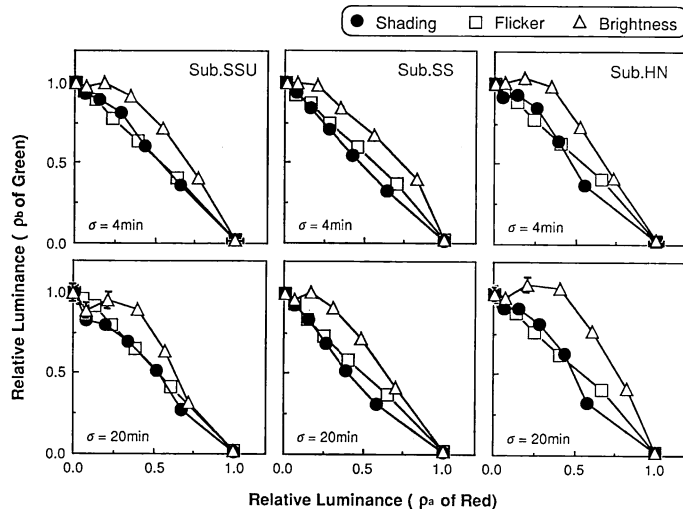 Shading Flicker Brightness
Sub.SSU Sub.SS Sub.HN
1.0
0.5
0.0
σ = 4min σ = 4min σ = 4min
1.0
0.5
0.0
σ = 20min σ = 20min σ = 20min
0.0 0.5 1.0 0.0 0.5 1.0 0.0 0.5 1.0
Relative Luminance ( ρb of Green)
Relative Luminance ( ρa of Red)